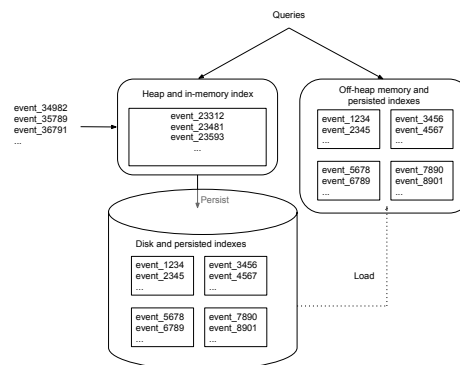 Queries
Heap and in-memory index
event_23312
event_23481
event_23593
...
event_34982
event_35789
event_36791
...
Off-heap memory and
persisted indexes
event_1234
event_2345
...
event_3456
event_4567
...
event_5678
event_6789
...
event_7890
event_8901
...
Persist
Disk and persisted indexes
event_1234
event_2345
...
event_3456
event_4567
...
event_5678
event_6789
...
event_7890
event_8901
...
Load